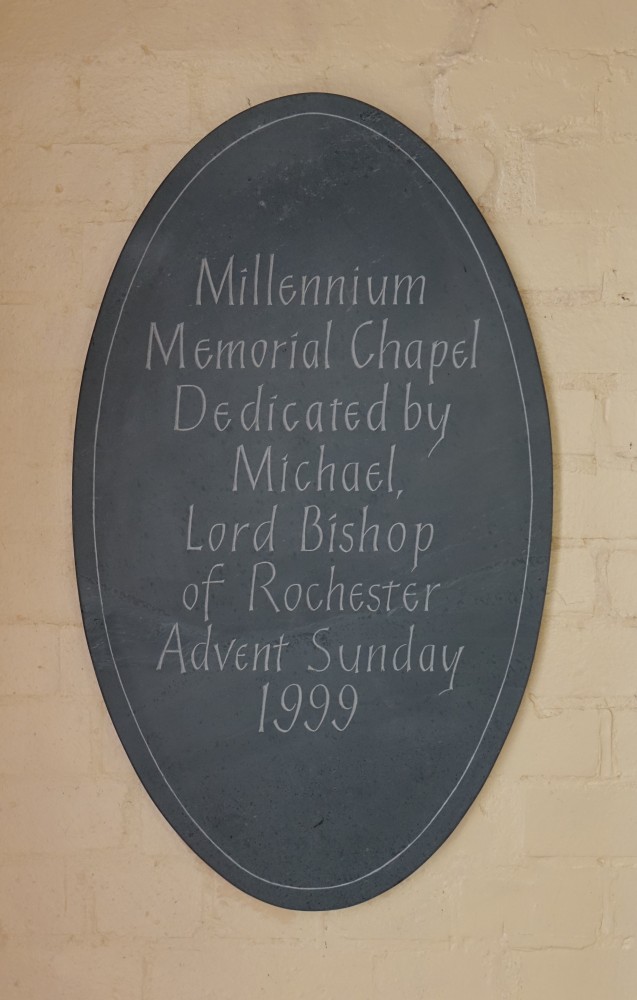 Millennium
Memorial Chapel
Dedicated by
Michael,
Lord Bishop
of Rochester
Advent Sunday
1999